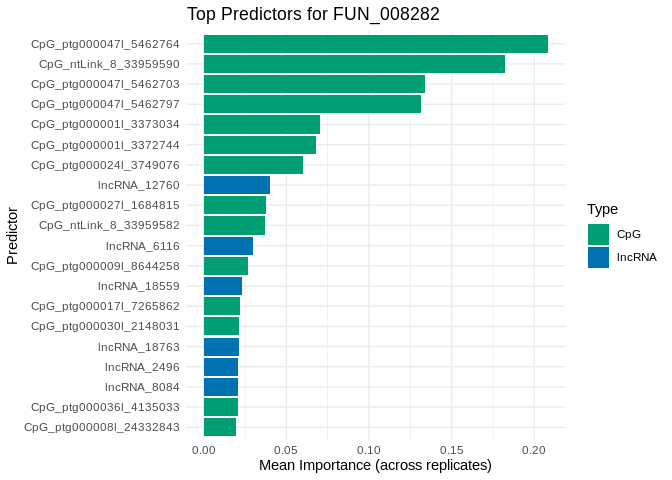 Top Predictors for FUN_008282
Predictor
CpG_ptg000047l_5462764
CpG_ntLink_8_33959590
CpG_ptg000047l_5462703
CpG_ptg000047l_5462797
CpG_ptg000001l_3373034
CpG_ptg000001l_3372744
CpG_ptg000024l_3749076
lncRNA_12760
CpG_ptg000027l_1684815
CpG_ntLink_8_33959582
lncRNA_6116
CpG_ptg000009l_8644258
lncRNA_18559
CpG_ptg000017l_7265862
CpG_ptg000030l_2148031
lncRNA_18763
lncRNA_2496
lncRNA_8084
CpG_ptg000036l_4135033
CpG_ptg000008l_24332843
0.00 0.05 0.10 0.15 0.20
Mean Importance (across replicates)
Type
CpG
lncRNA